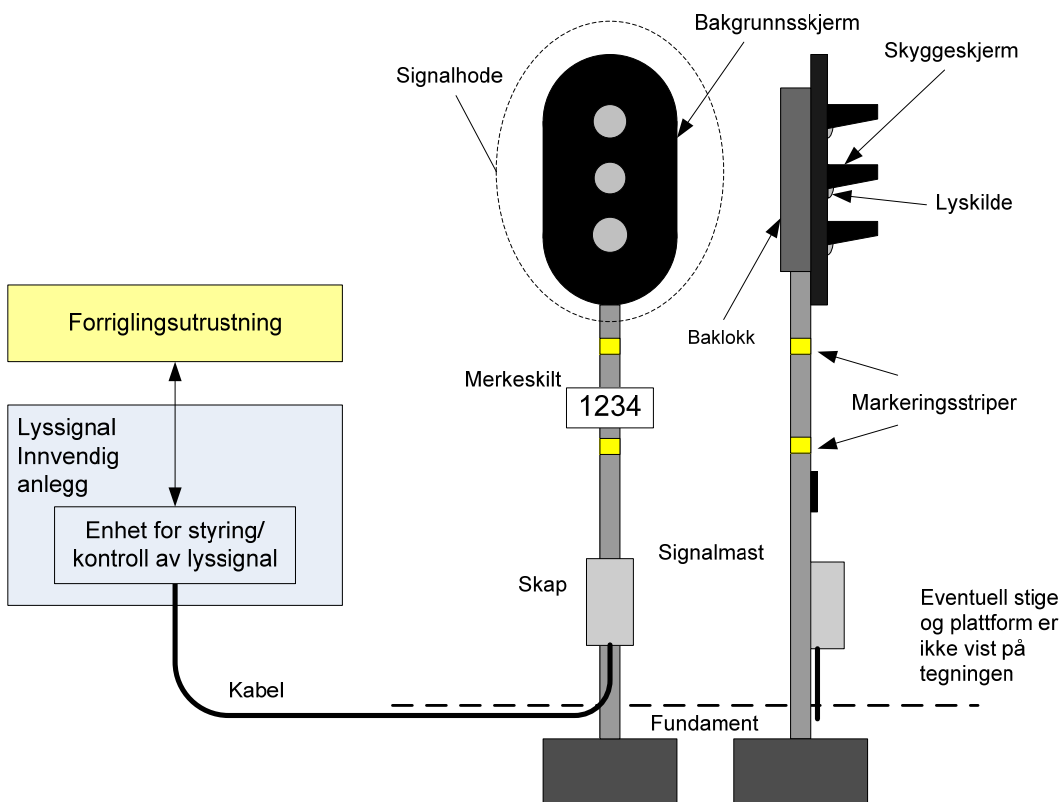 Bakgrunnsskjerm
Skyggeskjerm
Signalhode
Lyskilde
Forriglingsutrustning
Baklokk
Merkeskilt
1234
Markeringsstriper
Lyssignal
Innvendig
anlegg
Enhet for styring/
kontroll av lyssignal
Signalmast
Skap
Eventuell stige
og plattform er
ikke vist på
tegningen
Kabel
Fundament